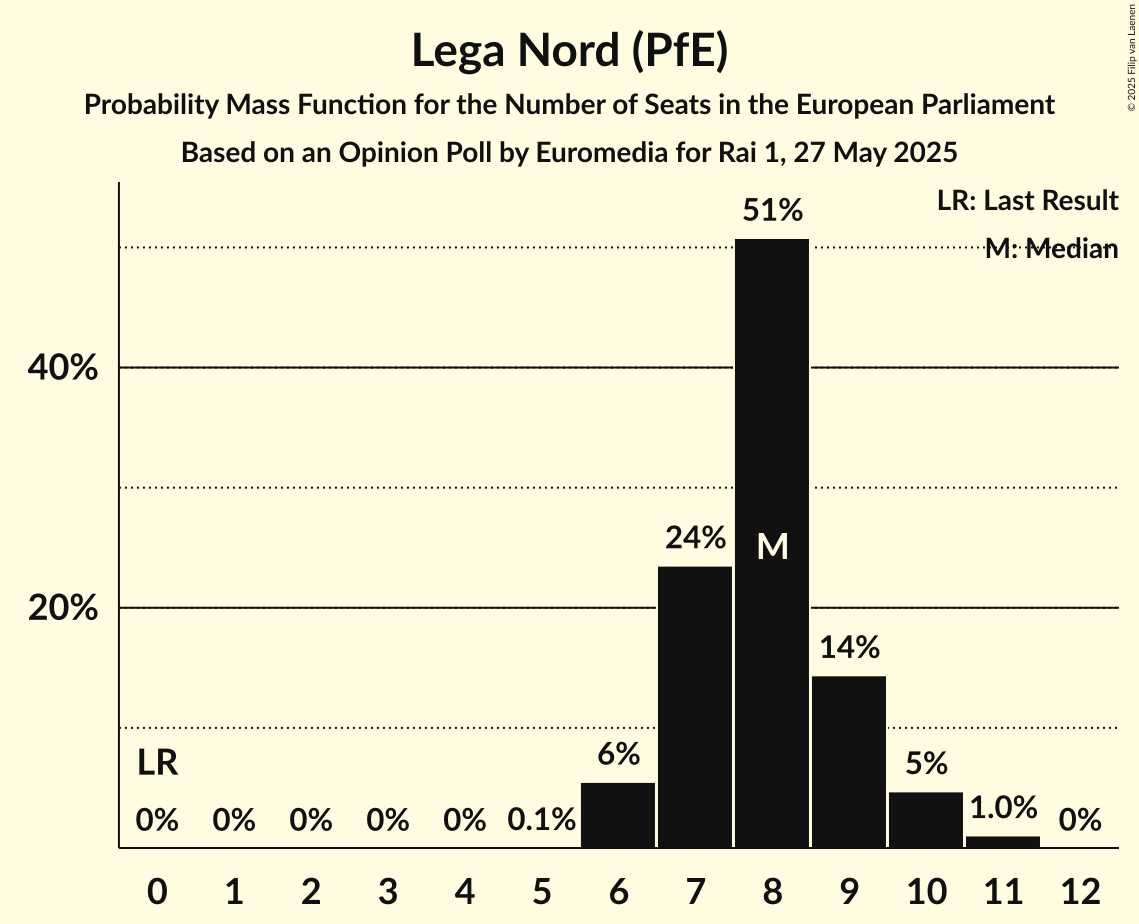 Lega Nord (PfE)
Probability Mass Function for the Number of Seats in the European Parliament
Based on an Opinion Poll by Euromedia for Rai 1, 27 May 2025
© 2025 Filip van Laenen
LR: Last Result
M: Median
40%
20%
LR
0%
0%
0%
0%
0%
0.1%
6%
24%
51%
M
14%
5%
1.0%
0%
0 1 2 3 4 5 6 7 8 9 10 11 12